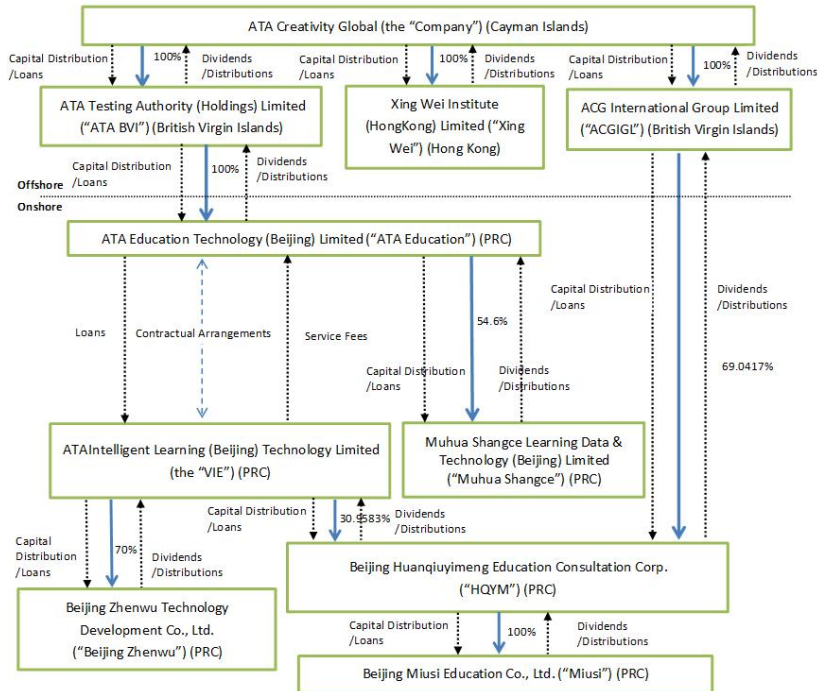 ATA Creativity Global (the “Company”) (Cayman Islands)
Capital Distribution
/Loans
100%
Dividends
/Distributions
Capital Distribution
/Loans
100%
Dividends
/Distributions
Capital Distribution
/Loans
100%
Dividends
/Distributions
ATA Testing Authority (Holdings) Limited
(“ATA BVI”) (British Virgin Islands)
Xing Wei Institute
(HongKong) Limited (“Xing
Wei”) (Hong Kong)
ACG International Group Limited
(“ACGIGL”) (British Virgin Islands)
Capital Distribution
/Loans
100%
Dividends
/Distributions
Offshore
Onshore
ATA Education Technology (Beijing) Limited (“ATA Education”) (PRC)
Loans
Contractual Arrangements
Service Fees
Capital Distribution
/Loans
54.6%
Dividends
/Distributions
Capital Distribution
/Loans
Dividends
/Distributions
69.0417%
ATAIntelligent Learning (Beijing) Technology Limited
(the “VIE”) (PRC)
Muhua Shangce Learning Data &
Technology (Beijing) Limited
(“Muhua Shangce”) (PRC)
Capital
Distribution
/Loans
70%
Dividends
/Distributions
Capital Distribution
/Loans
30.9583%
Dividends
/Distributions
Beijing Huanqiuyimeng Education Consultation Corp.
(“HQYM”) (PRC)
Beijing Zhenwu Technology
Development Co., Ltd.
(“Beijing Zhenwu”) (PRC)
Capital Distribution
/Loans
100%
Dividends
/Distributions
Beijing Miusi Education Co., Ltd. (“Miusi”) (PRC)